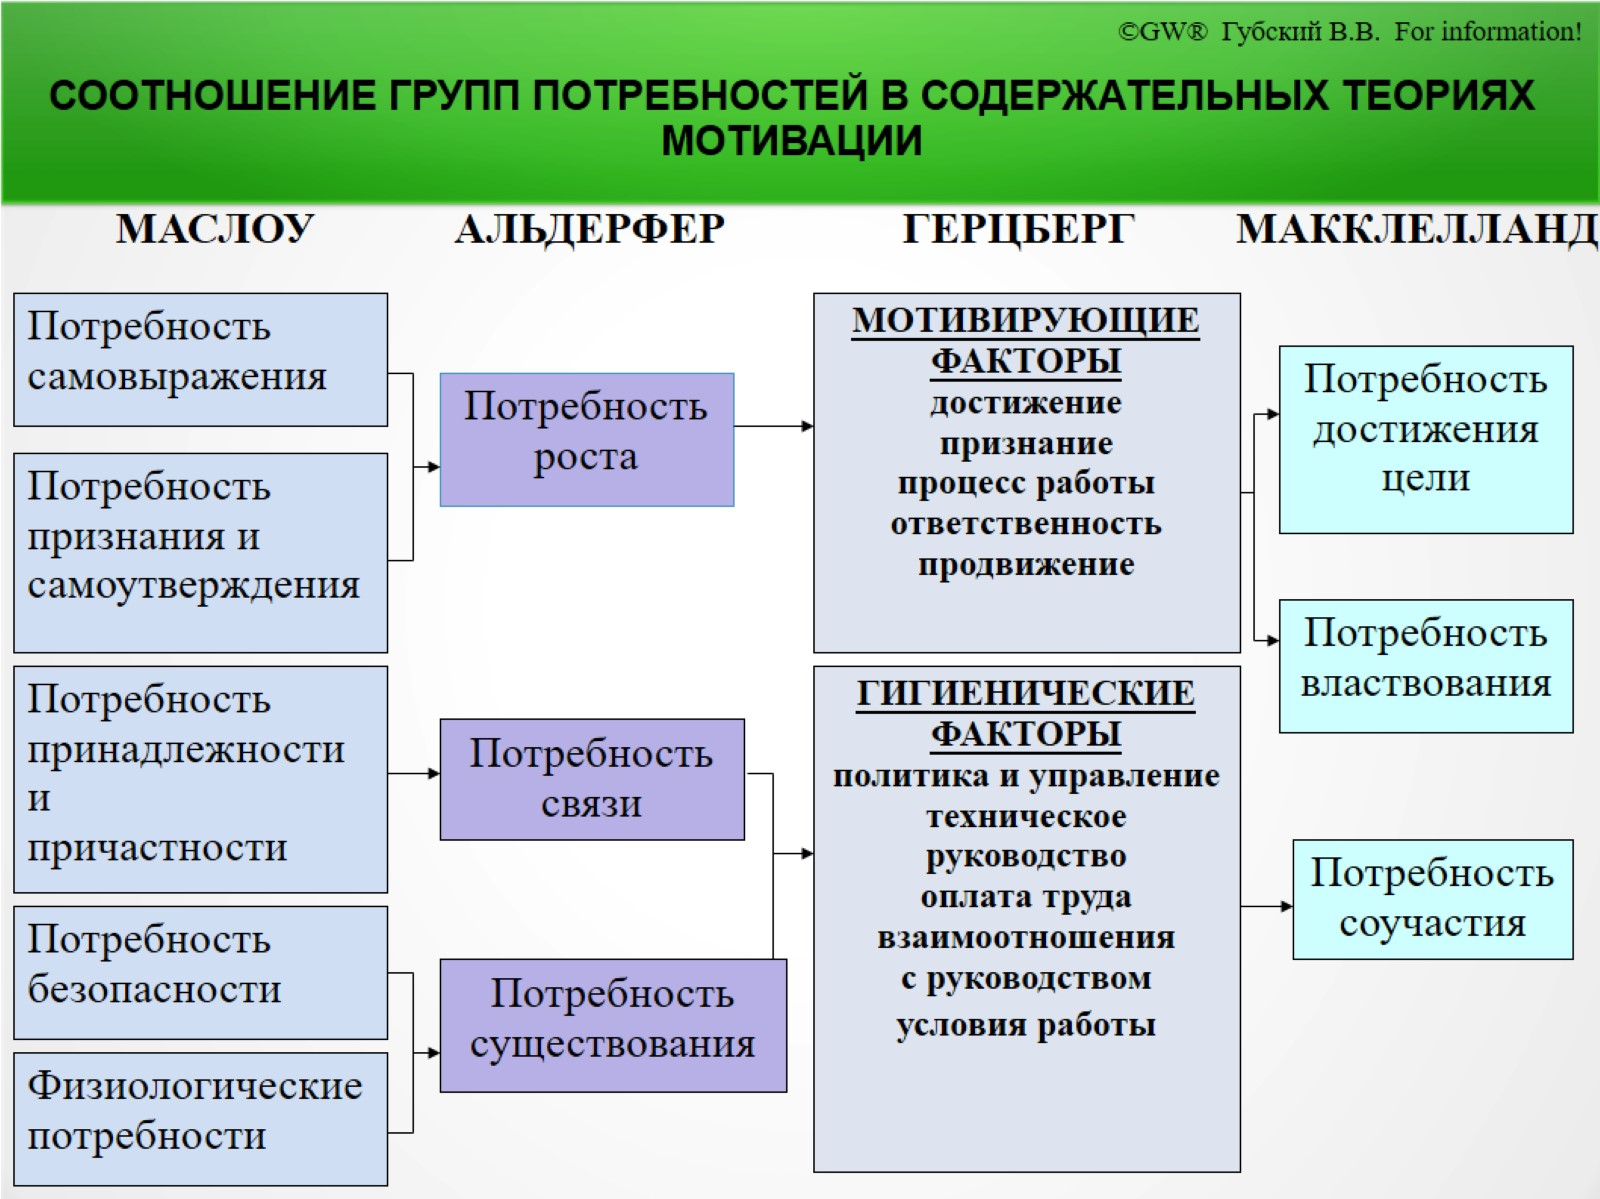 ©GW®  Губский В.В.  For information!
СООТНОШЕНИЕ ГРУПП ПОТРЕБНОСТЕЙ В СОДЕРЖАТЕЛЬНЫХ ТЕОРИЯХ
МОТИВАЦИИ
МАСЛОУ
АЛЬДЕРФЕР
ГЕРЦБЕРГ
МАККЛЕЛЛАНД
Потребность
самовыражения
Потребность
признания и
самоутверждения
Потребность
принадлежности
и
причастности
Потребность
безопасности
Физиологические
потребности
Потребность
роста
Потребность
связи
Потребность
существования
МОТИВИРУЮЩИЕ
ФАКТОРЫ
достижение
признание
процесс работы
ответственность
продвижение
ГИГИЕНИЧЕСКИЕ
ФАКТОРЫ
политика и управление
техническое
руководство
оплата труда
взаимоотношения
с руководством
условия работы
Потребность
достижения
цели
Потребность
властвования
Потребность
соучастия